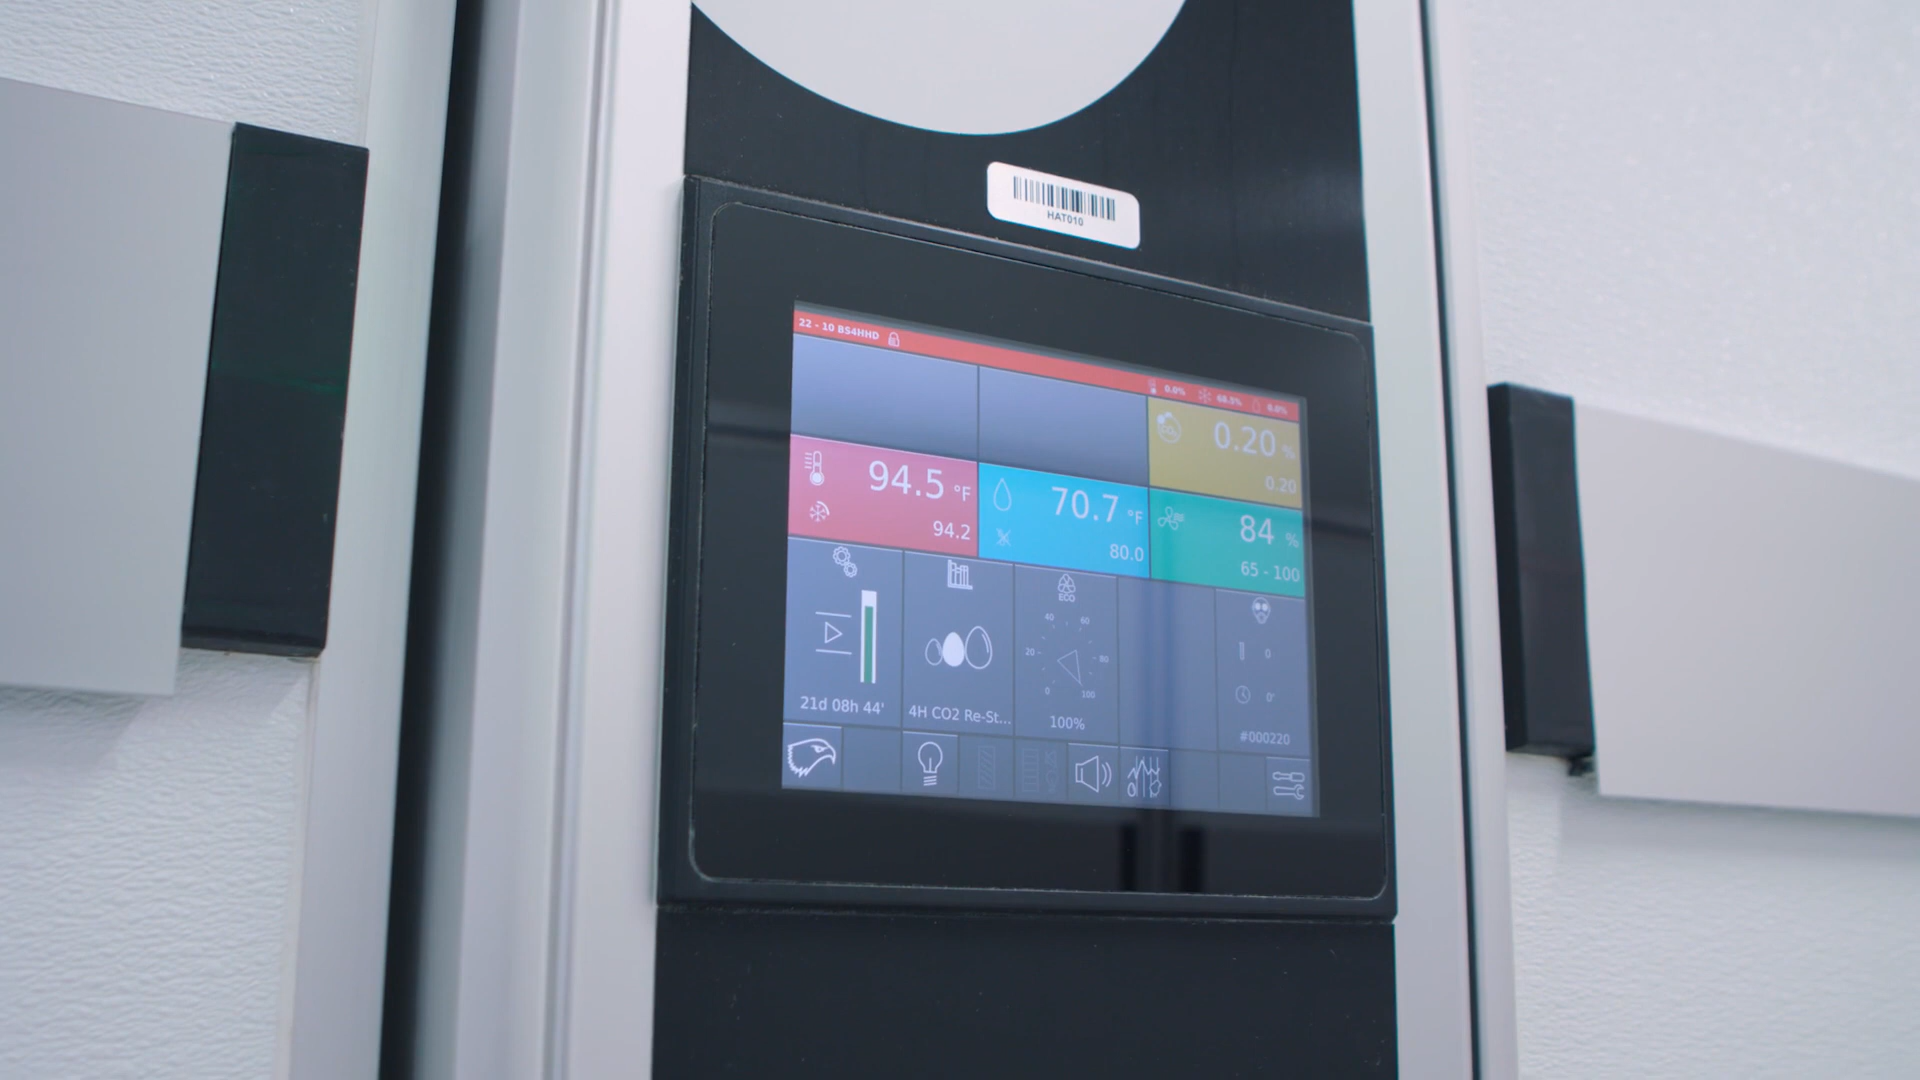 HAT010
22 - 10 BS4HHD
0.0% 60.5% 0.0%
CO₂ 0.20 %
0.20
94.5 °F
94.2
70.7 °F
80.0
84 %
65 - 100
ECO
0 20 40 60 80 100
0
0'
21d 08h 44'
4H CO2 Re-St...
100%
#000220